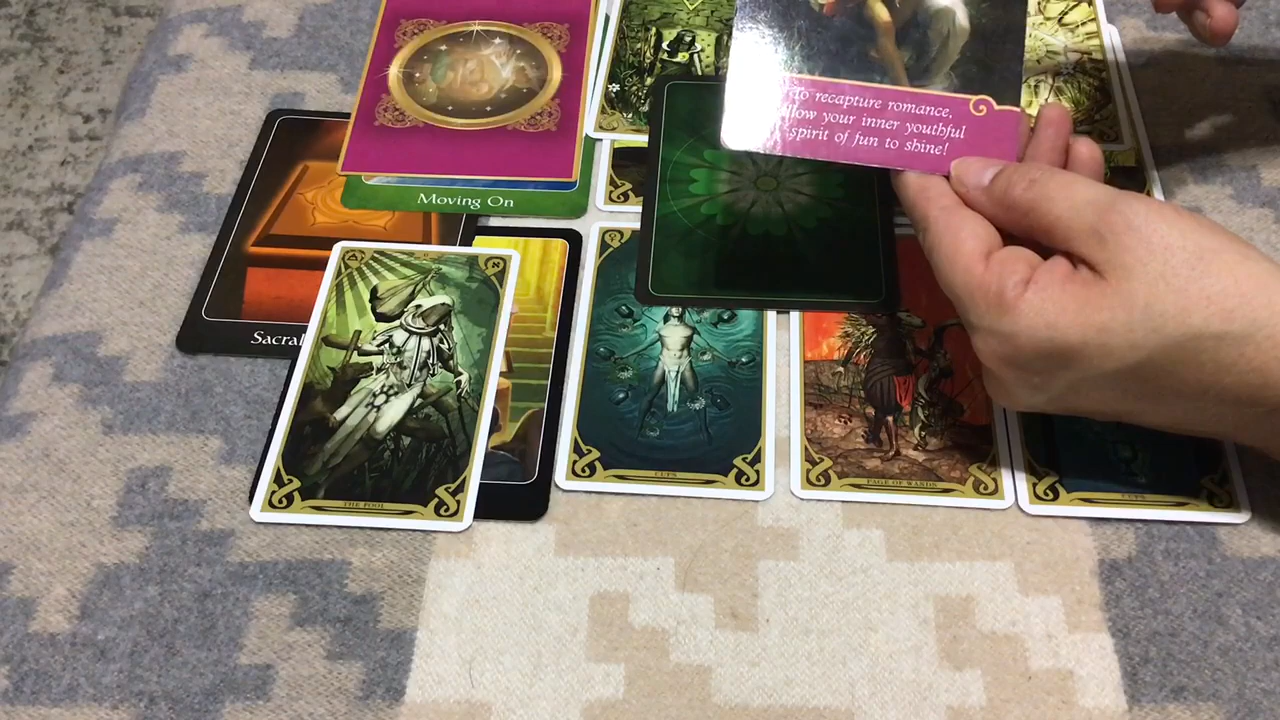 To recapture romance,
low your inner youthful
spirit of fun to shine!
Moving On
Sacral
THE FOOL
CUPS
PAGE OF WANDS
CUPS